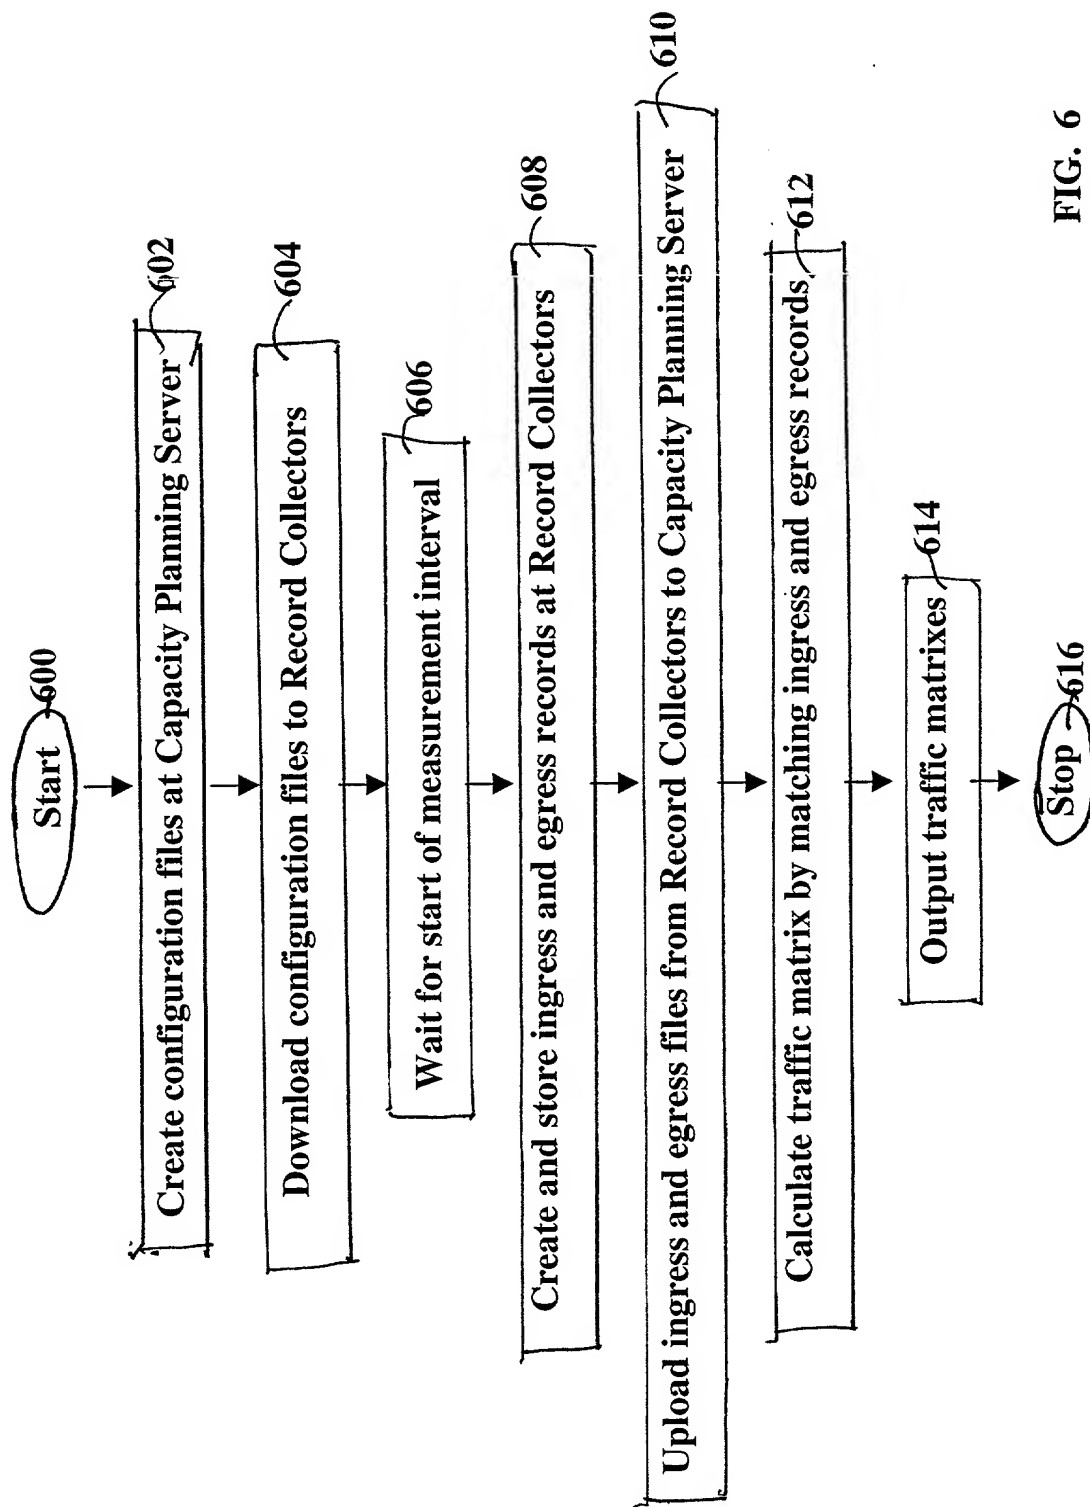 Start 600
Create configuration files at Capacity Planning Server 602
Download configuration files to Record Collectors 604
Wait for start of measurement interval 606
Create and store ingress and egress records at Record Collectors 608
Upload ingress and egress files from Record Collectors to Capacity Planning Server 610
Calculate traffic matrix by matching ingress and egress records 612
Output traffic matrixes 614
Stop 616
FIG. 6